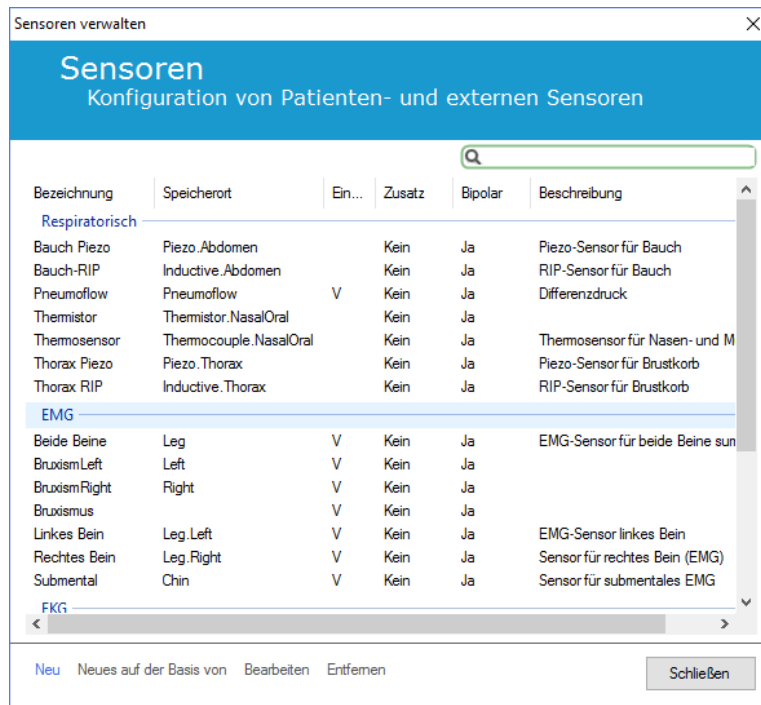 Sensoren verwalten
Sensoren
Konfiguration von Patienten- und externen Sensoren
Bezeichnung Speicherort Ein... Zusatz Bipolar Beschreibung
Respiratorisch
Bauch Piezo Piezo.Abdomen Kein Ja Piezo-Sensor für Bauch
Bauch-RIP Inductive.Abdomen Kein Ja RIP-Sensor für Bauch
Pneumoflow Pneumoflow V Kein Ja Differenzdruck
Thermistor Thermistor.NasalOral Kein Ja
Thermosensor Thermocouple.NasalOral Kein Ja Thermosensor für Nasen- und M
Thorax Piezo Piezo.Thorax Kein Ja Piezo-Sensor für Brustkorb
Thorax RIP Inductive.Thorax Kein Ja RIP-Sensor für Brustkorb
EMG
Beide Beine Leg V Kein Ja EMG-Sensor für beide Beine sum
BruxismLeft Left V Kein Ja
BruxismRight Right V Kein Ja
Bruxismus V Kein Ja
Linkes Bein Leg.Left V Kein Ja EMG-Sensor linkes Bein
Rechtes Bein Leg.Right V Kein Ja Sensor für rechtes Bein (EMG)
Submental Chin V Kein Ja Sensor für submentales EMG
EKG
Neu Neues auf der Basis von Bearbeiten Entfernen Schließen